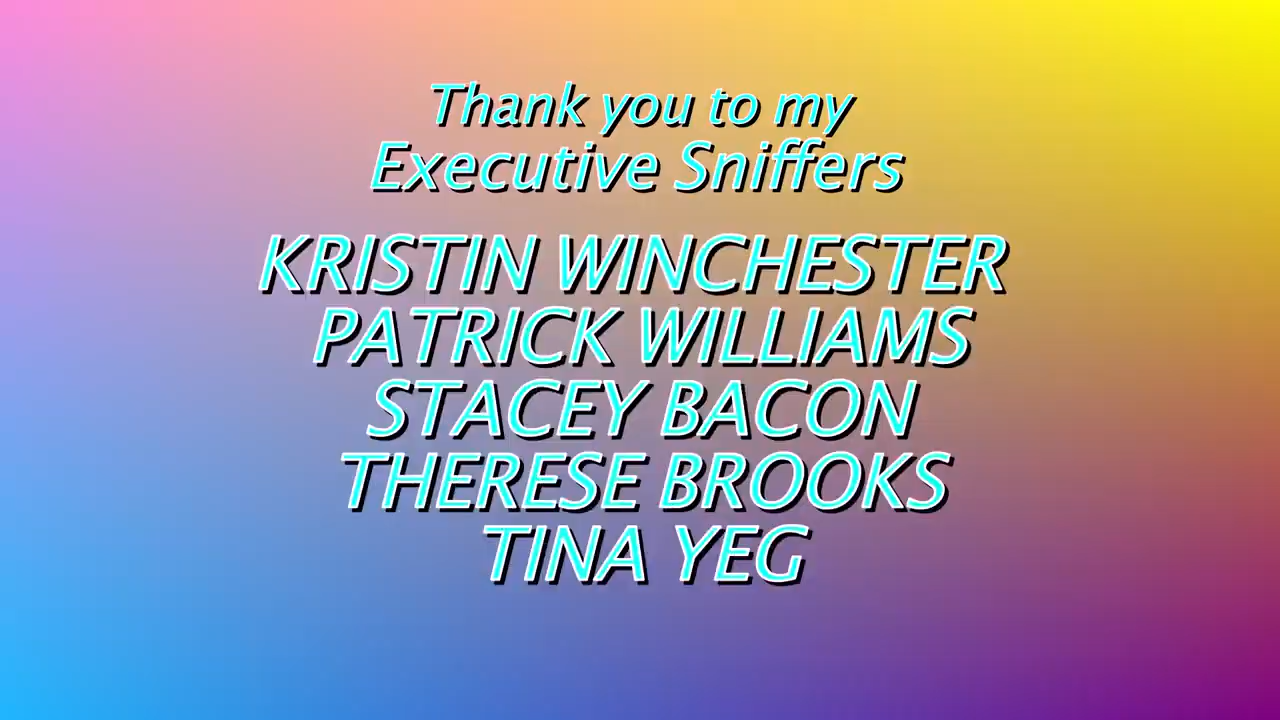 Thank you to my
Executive Sniffers
KRISTIN WINCHESTER
PATRICK WILLIAMS
STACEY BACON
THERESE BROOKS
TINA YEG